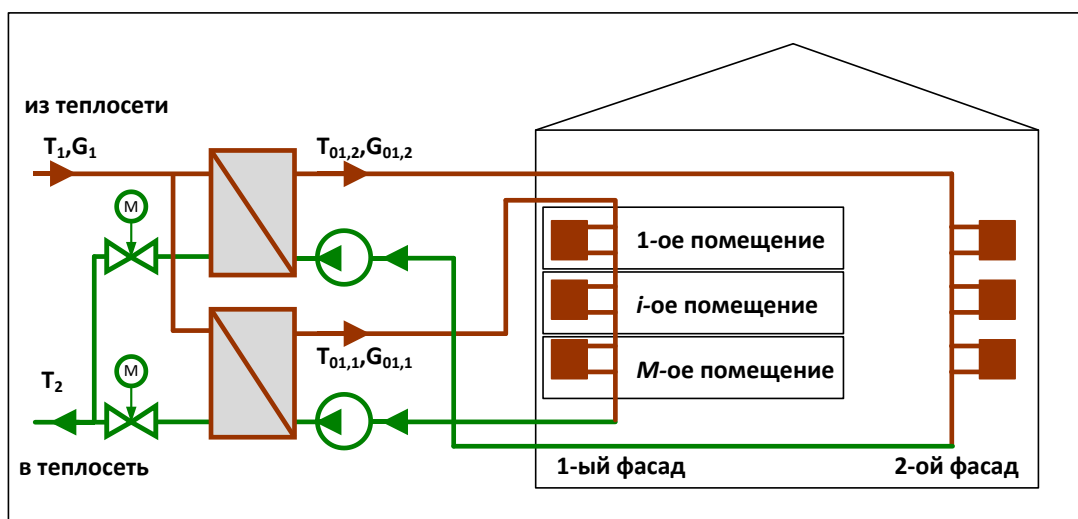 из теплосети
T₁,G₁
T₀₁,₂,G₀₁,₂
M
1-ое помещение
i-ое помещение
T₀₁,₁,G₀₁,₁
M
M-ое помещение
T₂
в теплосеть
1-ый фасад
2-ой фасад